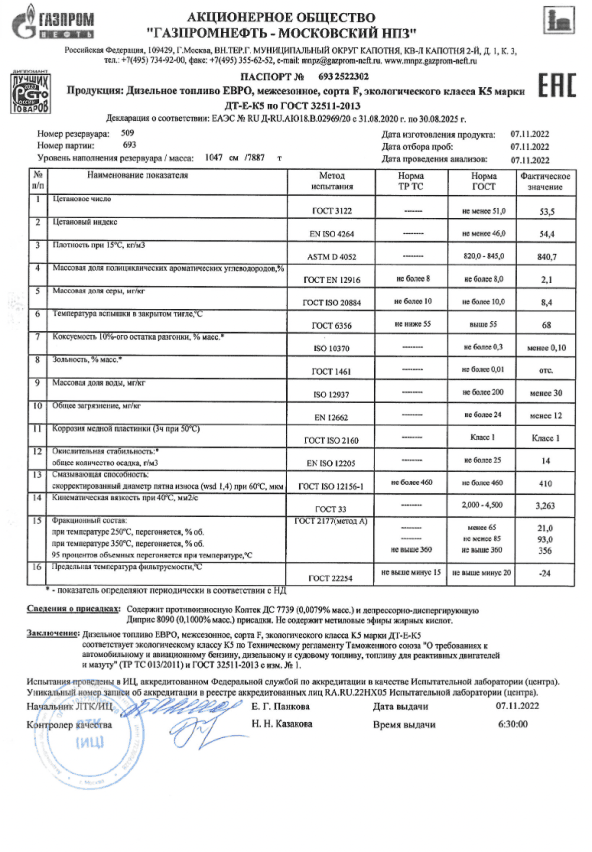 ГАЗПРОМ
НЕФТЬ
АКЦИОНЕРНОЕ ОБЩЕСТВО
"ГАЗПРОМНЕФТЬ - МОСКОВСКИЙ НПЗ"
Российская Федерация, 109429, Г.Москва, ВН.ТЕР.Г. МУНИЦИПАЛЬНЫЙ ОКРУГ КАПОТНЯ, КВ-Л КАПОТНЯ 2-Й, Д. 1, К. 3,
тел.: +7(495) 734-92-00, факс: +7(495) 355-62-52, e-mail: mnpz@gazprom-neft.ru, www.mnpz.gazprom-neft.ru
ЛУЧШИХ
ТОВАРОВ
ПАСПОРТ № 693 2522302
EAC
Продукция: Дизельное топливо ЕВРО, межсезонное, сорта F, экологического класса К5 марки
ДТ-Е-К5 по ГОСТ 32511-2013
Декларация о соответствии: ЕАЭС № RU Д-RU.АЮ18.В.02969/20 с 31.08.2020 г. по 30.08.2025 г.
Номер резервуара: 509 Дата изготовления продукта: 07.11.2022
Номер партии: 693 Дата отбора проб: 07.11.2022
Уровень наполнения резервуара / масса: 1047 см /7887 т Дата проведения анализов: 07.11.2022
№ п/п Наименование показателя Метод испытания Норма ТР ТС Норма ГОСТ Фактическое значение
1 Цетановое число ГОСТ 3122 ------- не менее 51,0 53,5
2 Цетановый индекс EN ISO 4264 ------- не менее 46,0 54,4
3 Плотность при 15°С, кг/м3 ASTM D 4052 ------- 820,0 - 845,0 840,7
4 Массовая доля полициклических ароматических углеводородов,% ГОСТ EN 12916 не более 8 не более 8,0 2,1
5 Массовая доля серы, мг/кг ГОСТ ISO 20884 не более 10 не более 10,0 8,4
6 Температура вспышки в закрытом тигле,°С ГОСТ 6356 не ниже 55 выше 55 68
7 Коксуемость 10%-ого остатка разгонки, % масс.* ISO 10370 ------- не более 0,3 менее 0,10
8 Зольность, % масс.* ГОСТ 1461 ------- не более 0,01 отс.
9 Массовая доля воды, мг/кг ISO 12937 ------- не более 200 менее 30
10 Общее загрязнение, мг/кг EN 12662 ------- не более 24 менее 12
11 Коррозия медной пластинки (3ч при 50°С) ГОСТ ISO 2160 ------- Класс 1 Класс 1
12 Окислительная стабильность:*
общее количество осадка, г/м3 EN ISO 12205 ------- не более 25 14
13 Смазывающая способность:
скорректированный диаметр пятна износа (wsd 1,4) при 60°С, мкм ГОСТ ISO 12156-1 не более 460 не более 460 410
14 Кинематическая вязкость при 40°С, мм2/с ГОСТ 33 ------- 2,000 - 4,500 3,263
15 Фракционный состав: ГОСТ 2177(метод А)
при температуре 250°С, перегоняется, % об. ------- менее 65 21,0
при температуре 350°С, перегоняется, % об. ------- не менее 85 93,0
95 процентов объемных перегоняется при температуре,°С не выше 360 не выше 360 356
16 Предельная температура фильтруемости,°С ГОСТ 22254 не выше минус 15 не выше минус 20 -24
* - показатель определяют периодически в соответствии с НД
Сведения о присадках: Содержит противоизносную Колтек ДС 7739 (0,0079% масс.) и депрессорно-диспергирующую
Диприс 8090 (0,1000% масс.) присадки. Не содержит метиловые эфиры жирных кислот.
Заключение: Дизельное топливо ЕВРО, межсезонное, сорта F, экологического класса К5 марки ДТ-Е-К5
соответствует экологическому классу К5 по Техническому регламенту Таможенного союза "О требованиях к
автомобильному и авиационному бензину, дизельному и судовому топливу, топливу для реактивных двигателей
и мазуту" (ТР ТС 013/2011) и ГОСТ 32511-2013 с изм. № 1.
Испытания проведены в ИЦ, аккредитованном Федеральной службой по аккредитации в качестве Испытательной лаборатории (центра).
Уникальный номер записи об аккредитации в реестре аккредитованных лиц RA.RU.22НХ05 Испытательной лаборатории (центра).
Начальник ЛТК/ИЦ Е. Г. Панкова Дата выдачи 07.11.2022
Контролер качества Н. Н. Казакова Время выдачи 6:30:00
ЛТК
(ИЦ)